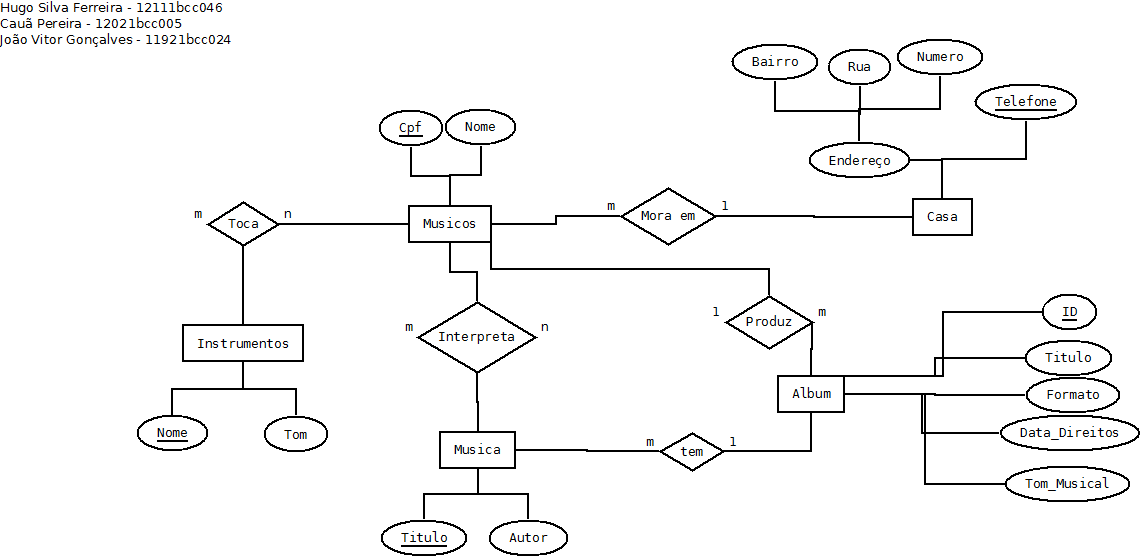 Hugo Silva Ferreira - 12111bcc046
Cauã Pereira - 12021bcc005
João Vitor Gonçalves - 11921bcc024
Bairro
Rua
Numero
Telefone
Endereço
Cpf
Nome
m
Toca
n
Musicos
m
Mora em
1
Casa
m
Interpreta
n
1
Produz
m
ID
Titulo
Formato
Data_Direitos
Tom_Musical
Instrumentos
Nome
Tom
Album
Musica
m
tem
1
Titulo
Autor